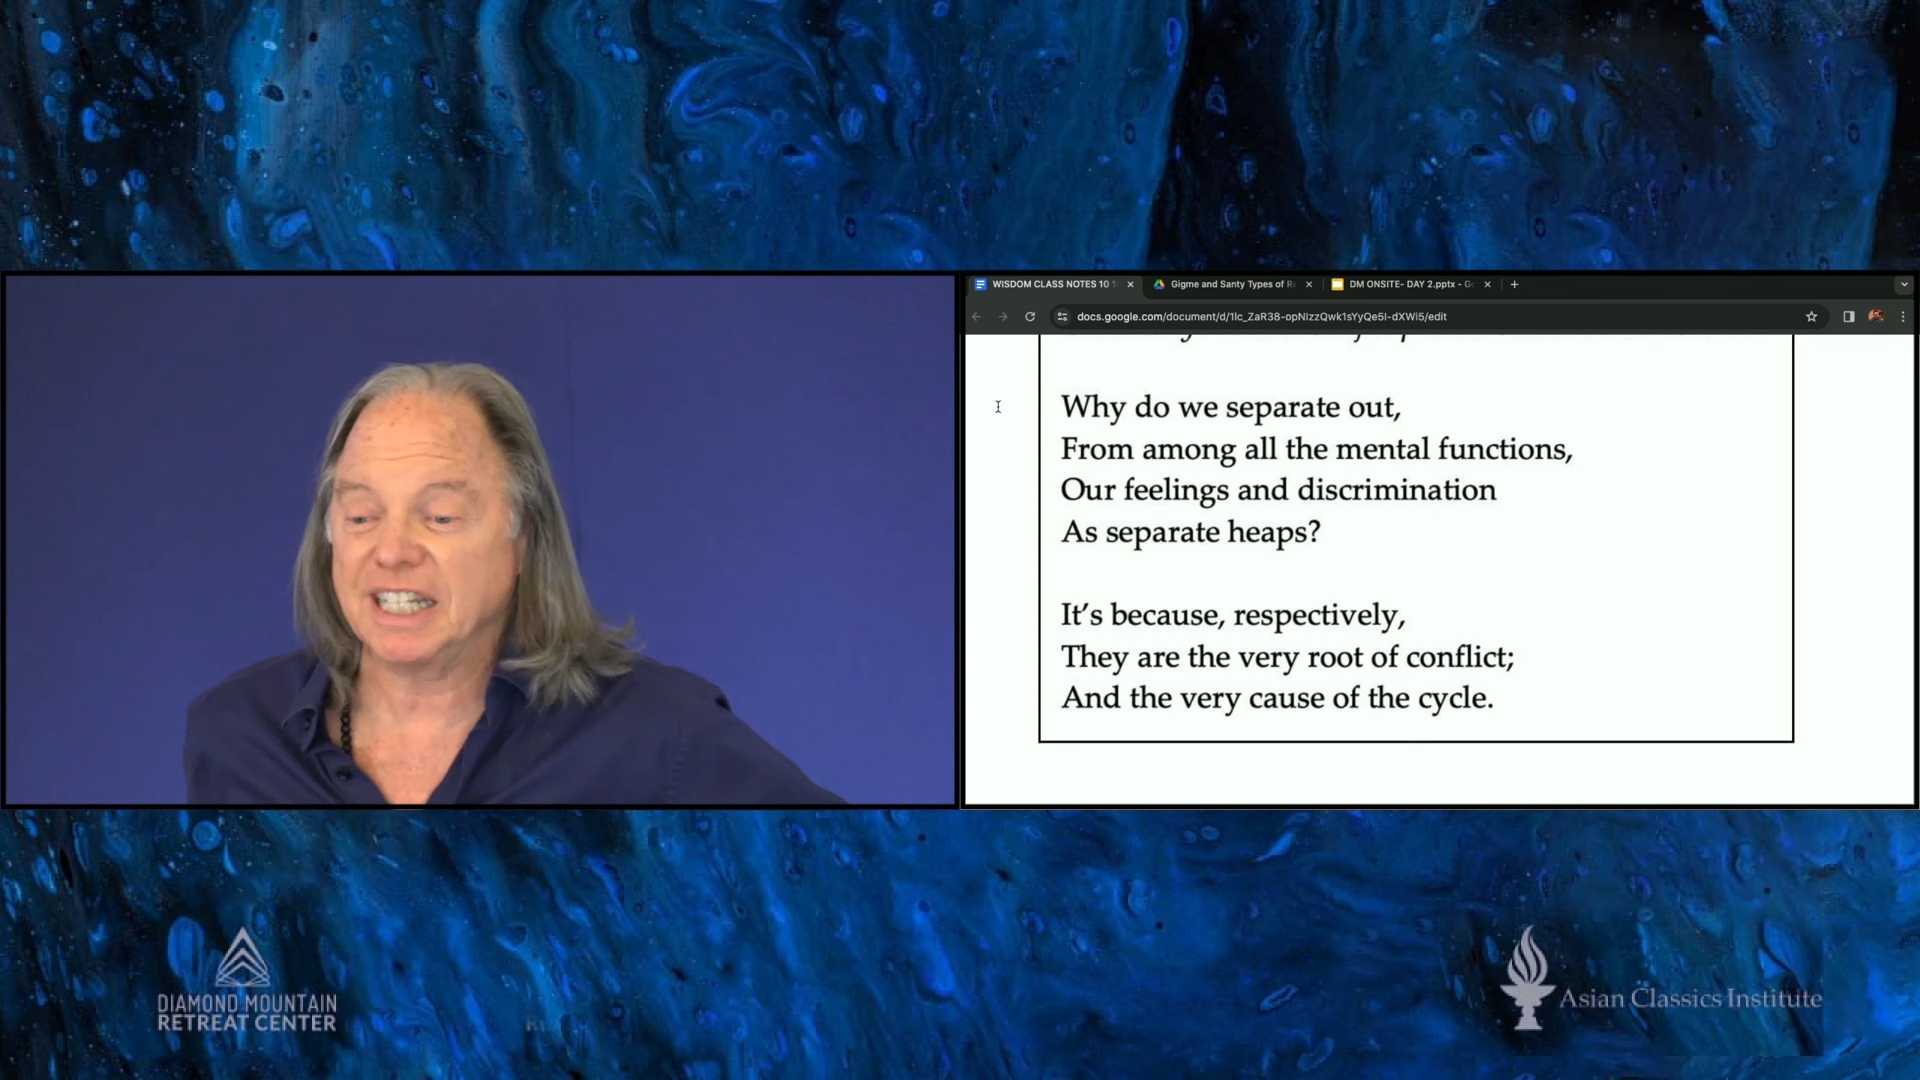 WISDOM CLASS NOTES 10
Gigme and Santy Types of
DM ONSITE- DAY 2.pptx -
docs.google.com/document/d/1lc_ZaR38-opNlzzQwk1sYyQe5l-dXWi5/edit
Why do we separate out,
From among all the mental functions,
Our feelings and discrimination
As separate heaps?
It's because, respectively,
They are the very root of conflict;
And the very cause of the cycle.
DIAMOND MOUNTAIN
RETREAT CENTER
Asian Classics Institute